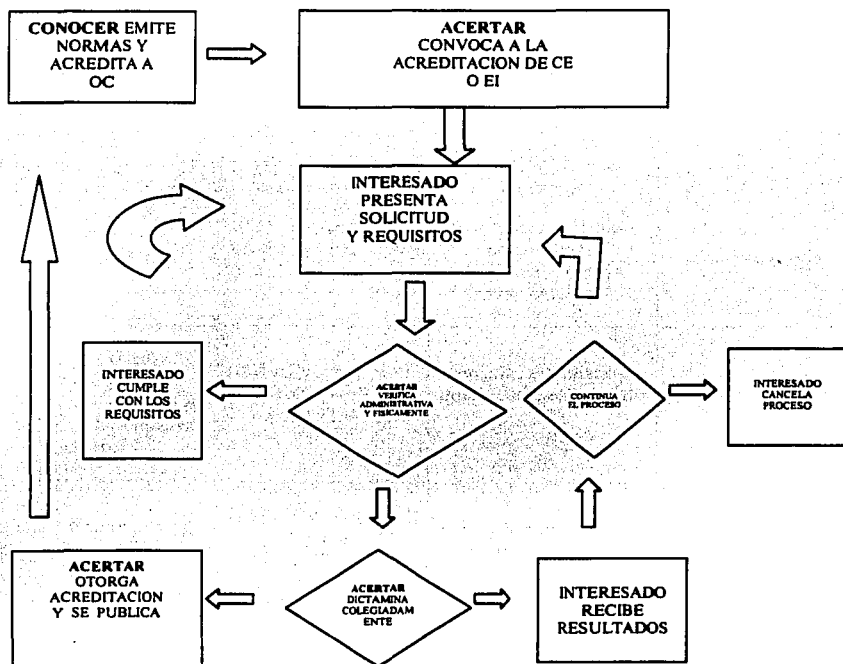 CONOCER EMITE
NORMAS Y
ACREDITA A
OC
ACERTAR
CONVOCA A LA
ACREDITACION DE CE
O EI
INTERESADO
PRESENTA
SOLICITUD
Y REQUISITOS
INTERESADO
CUMPLE
CON LOS
REQUISITOS
ACERTAR
VERIFICA
ADMINISTRATIVA
Y FISICAMENTE
CONTINUA
EL PROCESO
INTERESADO
CANCELA
PROCESO
ACERTAR
OTORGA
ACREDITACION
Y SE PUBLICA
ACERTAR
DICTAMINA
COLEGIADAM
ENTE
INTERESADO
RECIBE
RESULTADOS